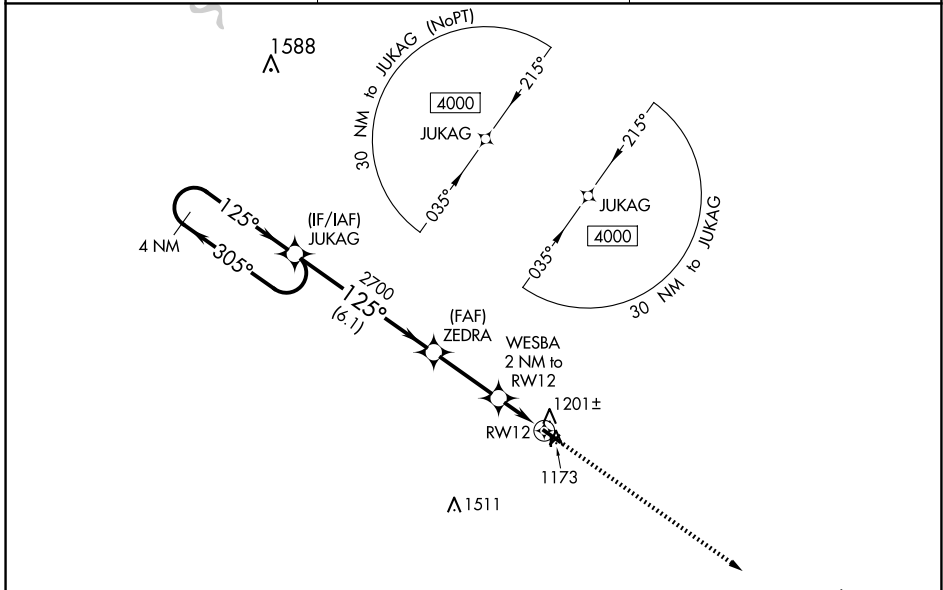 1588
30 NM to JUKAG (NoPT)
215°
4000
JUKAG
035°
215°
JUKAG
4000
035°
30 NM to JUKAG
125°
4 NM
305°
(IF/IAF)
JUKAG
2700
125°
(6.1)
(FAF)
ZEDRA
WESBA
2 NM to
RW12
1201±
RW12
1173
1511